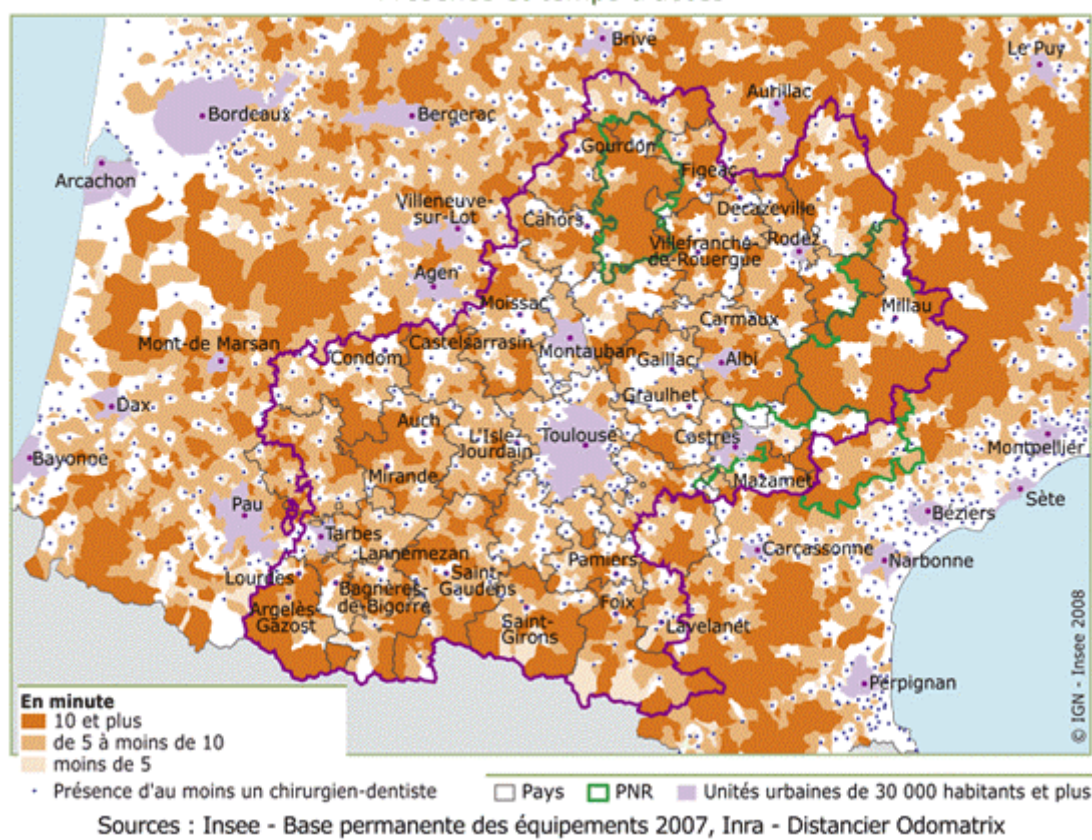 Brive
Le Puy
Aurillac
Bordeaux
Bergerac
Gourdon
Arcachon
Figeac
Villeneuve-
sur-Lot
Cahors
Decazeville
Villefranche-
de-Rouergue
Rodez
Agen
Moissac
Millau
Carmaux
Mont-de Marsan
Condom
Castelsarrasin
Montauban
Gaillac
Albi
Dax
Graulhet
Auch
L'Isle-
Jourdain
Toulouse
Castres
Montpellier
Bayonne
Mirande
Mazamet
Sète
Pau
Béziers
Tarbes
Lannemezan
Pamiers
Carcassonne
Narbonne
Lourdes
Bagnères-
de-Bigorre
Saint-
Gaudens
Argelès-
Gazost
Foix
Saint-
Girons
Lavelanet
Perpignan
© IGN - Insee 2008
En minute
10 et plus
de 5 à moins de 10
moins de 5
Présence d'au moins un chirurgien-dentiste
Pays
PNR
Unités urbaines de 30 000 habitants et plus
Sources : Insee - Base permanente des équipements 2007, Inra - Distancier Odomatrix